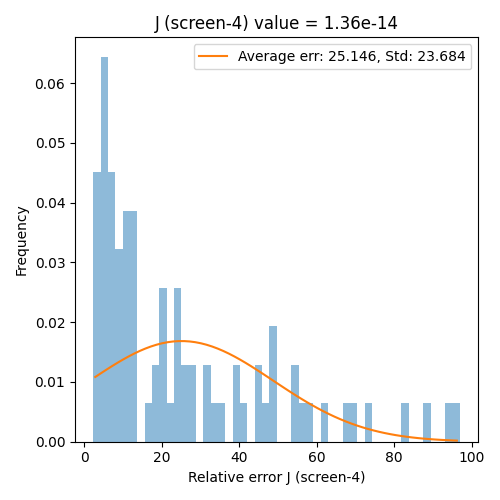 J (screen-4) value = 1.36e-14
Average err: 25.146, Std: 23.684
0.06
0.05
0.04
0.03
0.02
0.01
0.00
Frequency
0 20 40 60 80 100
Relative error J (screen-4)